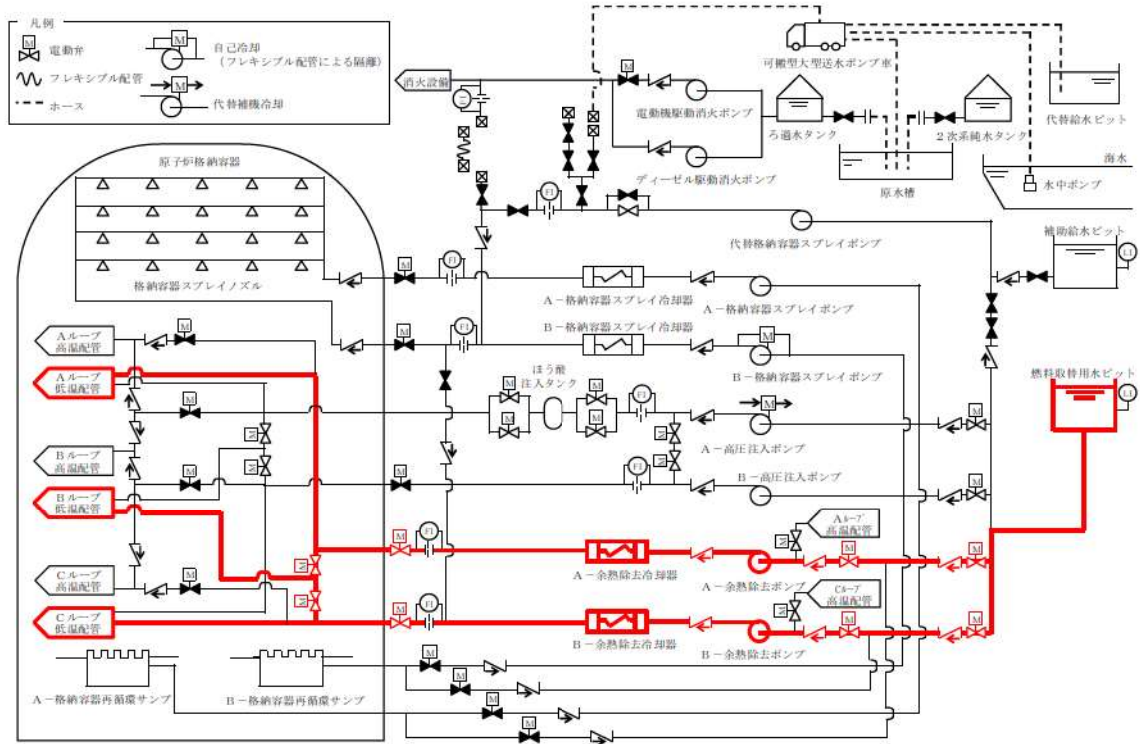 凡例
M
電動弁
フレキシブル配管
ホース
M
自己冷却
(フレキシブル配管による隔離)
M
代替補機冷却
消火設備
M
電動機駆動消火ポンプ
ディーゼル駆動消火ポンプ
可搬型大型送水ポンプ車
ろ過水タンク
2次系純水タンク
原水槽
代替給水ピット
海水
水中ポンプ
原子炉格納容器
格納容器スプレイノズル
FI
代替格納容器スプレイポンプ
補助給水ピット
LI
M
FI
A-格納容器スプレイ冷却器
A-格納容器スプレイポンプ
B-格納容器スプレイ冷却器
M
FI
M
B-格納容器スプレイポンプ
Aループ
高温配管
M
Aループ
低温配管
燃料取替用水ピット
LI
ほう酸
注入タンク
M
M
M
M
M
FI
M
M
A-高圧注入ポンプ
M
M
M
M
Bループ
高温配管
Bループ
低温配管
M
M
FI
B-高圧注入ポンプ
M
Aループ
高温配管
M
M
FI
M
M
M
A-余熱除去冷却器
A-余熱除去ポンプ
Cループ
高温配管
M
Cループ
高温配管
M
Cループ
低温配管
M
M
FI
M
M
B-余熱除去冷却器
B-余熱除去ポンプ
A-格納容器再循環サンプ
B-格納容器再循環サンプ
M
M
M
M